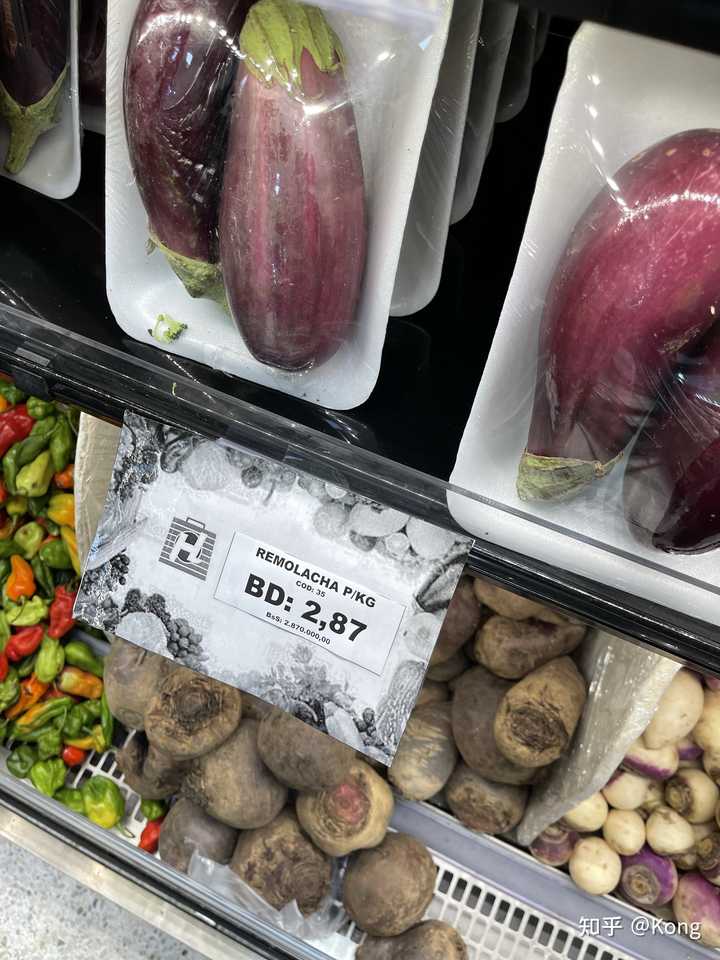 REMOLACHA P/KG
COD: 35
BD: 2,87
BsS: 2.870.000,00
知乎 @Kong